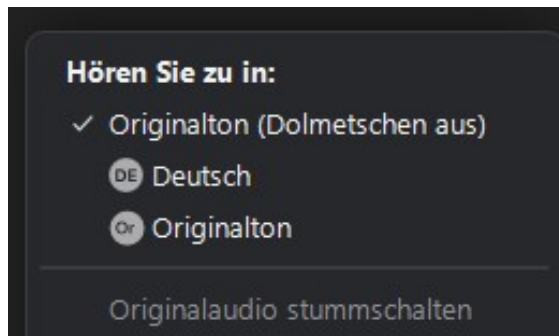 Hören Sie zu in:
✓ Originalton (Dolmetschen aus)
DE Deutsch
Or Originalton
Originalaudio stummschalten